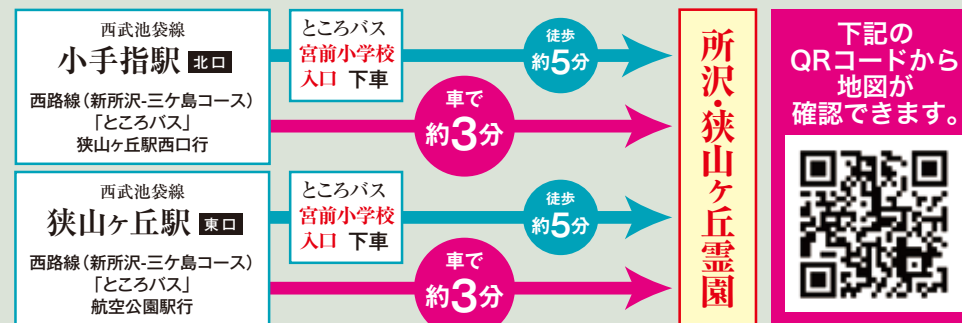 西武池袋線
小手指駅 北口
西路線（新所沢-三ケ島コース）
「ところバス」
狭山ヶ丘駅西口行
ところバス
宮前小学校
入口 下車
徒歩
約5分
車で
約3分
西武池袋線
狭山ヶ丘駅 東口
西路線（新所沢-三ケ島コース）
「ところバス」
航空公園駅行
ところバス
宮前小学校
入口 下車
徒歩
約5分
車で
約3分
所沢・狭山ヶ丘霊園
下記の
QRコードから
地図が
確認できます。